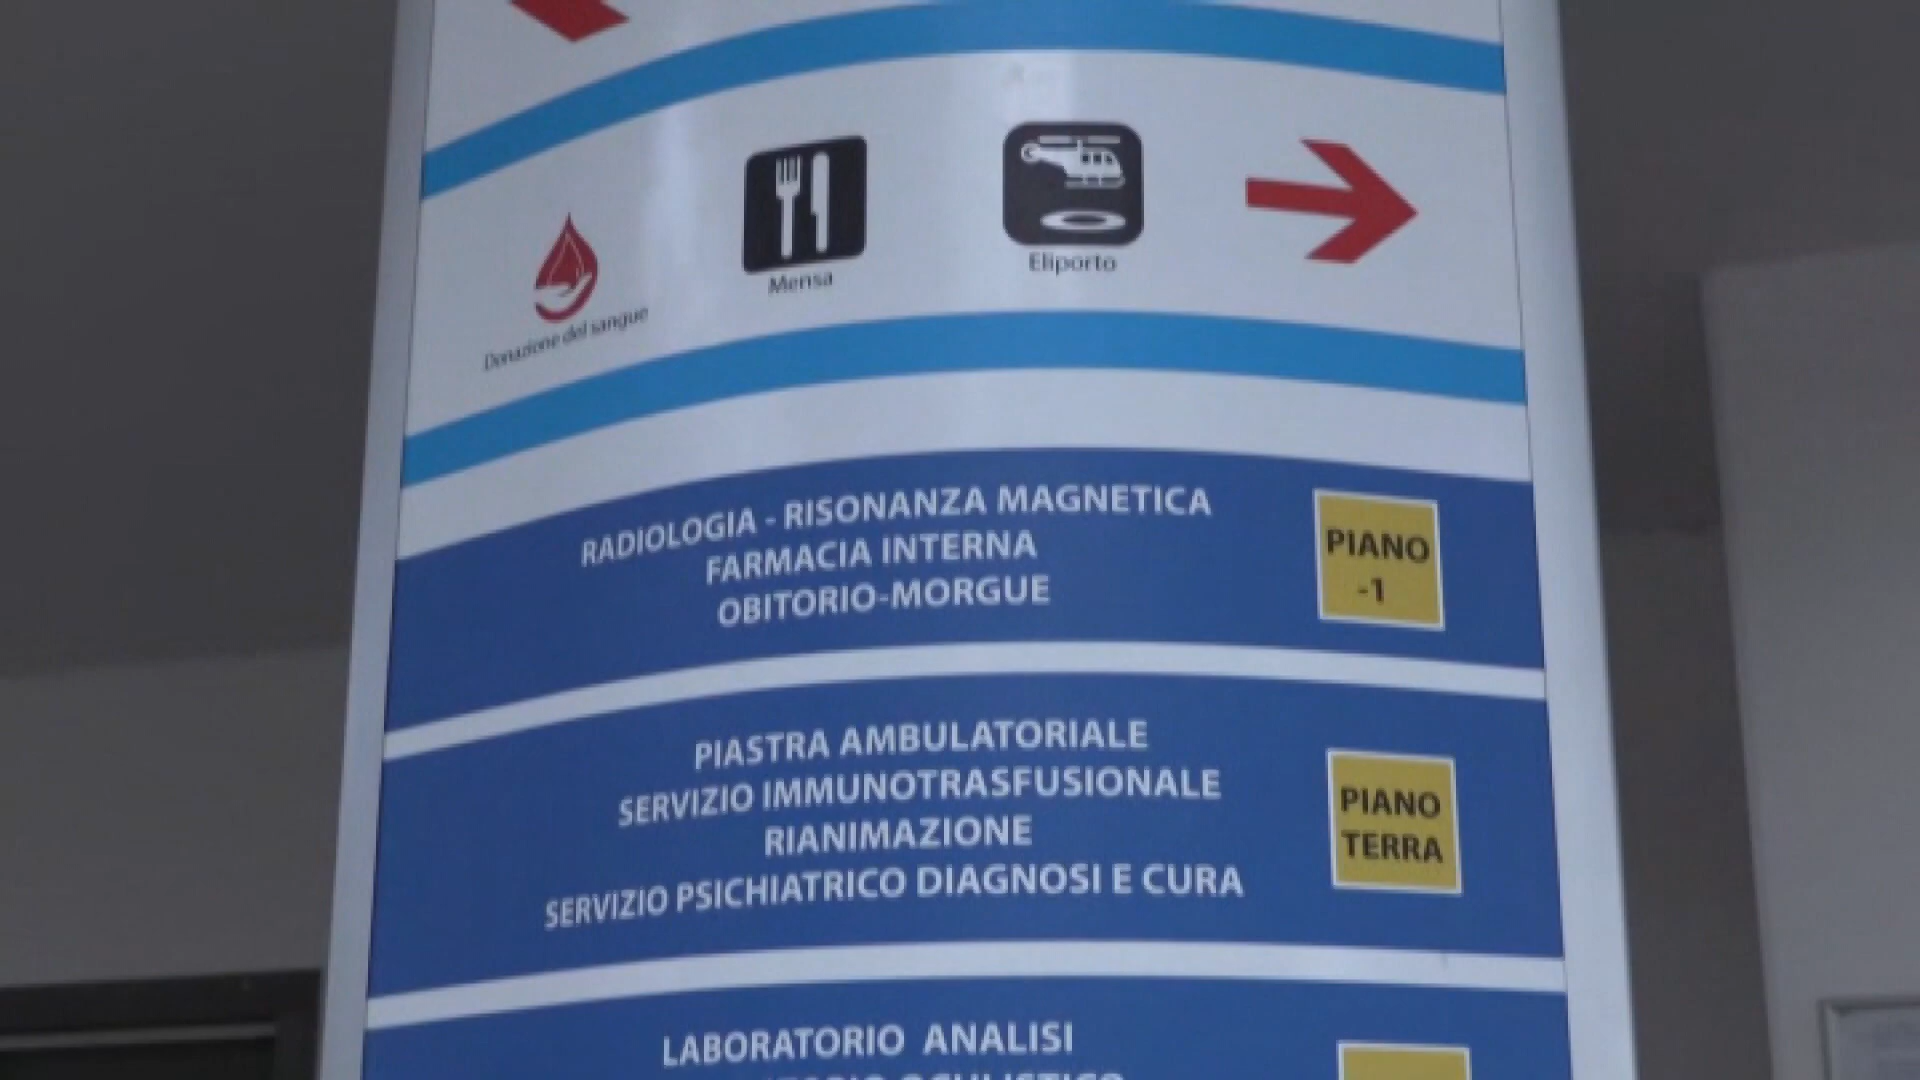 Donazione del sangue
Mensa
Eliporto
RADIOLOGIA - RISONANZA MAGNETICA
FARMACIA INTERNA
OBITORIO-MORGUE
PIANO
-1
PIASTRA AMBULATORIALE
SERVIZIO IMMUNOTRASFUSIONALE
RIANIMAZIONE
SERVIZIO PSICHIATRICO DIAGNOSI E CURA
PIANO
TERRA
LABORATORIO ANALISI
OCULISTICO